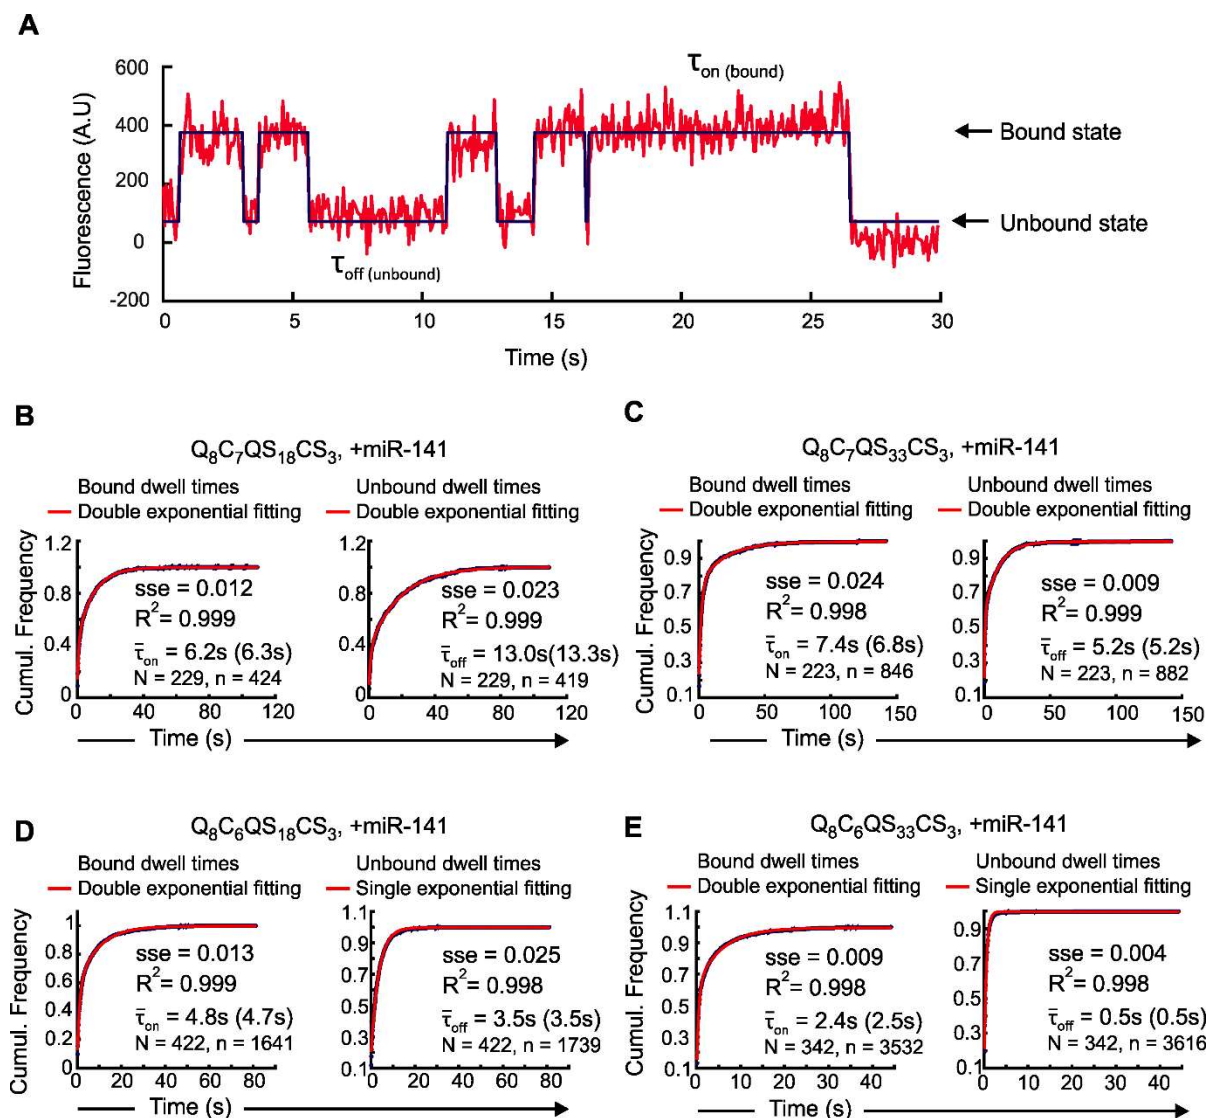 A
600
400
200
0
-200
Fluorescence (A.U)
τon (bound)
τoff (unbound)
Bound state
Unbound state
0 5 10 15 20 25 30
Time (s)
B
Q8C7QS18CS3, +miR-141
Bound dwell times
Double exponential fitting
Unbound dwell times
Double exponential fitting
Cumul. Frequency
1.2
1
0.4
0
sse = 0.012
R2= 0.999
τ̄on = 6.2s (6.3s)
N = 229, n = 424
0 40 80 120
1.2
1
0.4
0
sse = 0.023
R2= 0.999
τ̄off = 13.0s(13.3s)
N = 229, n = 419
0 40 80 120
Time (s)
C
Q8C7QS33CS3, +miR-141
Bound dwell times
Double exponential fitting
Unbound dwell times
Double exponential fitting
Cumul. Frequency
0.9
0.7
0.5
0.3
0.1
sse = 0.024
R2= 0.998
τ̄on = 7.4s (6.8s)
N = 223, n = 846
0 50 100 150
0.9
0.7
0.5
0.3
0.1
sse = 0.009
R2= 0.999
τ̄off = 5.2s (5.2s)
N = 223, n = 882
0 50 100 150
Time (s)
D
Q8C6QS18CS3, +miR-141
Bound dwell times
Double exponential fitting
Unbound dwell times
Single exponential fitting
Cumul. Frequency
1
0.8
0.6
0.4
0.2
0
sse = 0.013
R2= 0.999
τ̄on = 4.8s (4.7s)
N = 422, n = 1641
0 20 40 60 80
1.1
0.9
0.7
0.5
0.3
0.1
sse = 0.025
R2= 0.998
τ̄off = 3.5s (3.5s)
N = 422, n = 1739
0 20 40 60 80
Time (s)
E
Q8C6QS33CS3, +miR-141
Bound dwell times
Double exponential fitting
Unbound dwell times
Single exponential fitting
Cumul. Frequency
1.1
0.9
0.7
0.5
0.3
0.1
sse = 0.009
R2= 0.998
τ̄on = 2.4s (2.5s)
N = 342, n = 3532
0 10 20 30 40
1.1
0.9
0.7
0.5
0.3
0.1
sse = 0.004
R2= 0.998
τ̄off = 0.5s (0.5s)
N = 342, n = 3616
0 10 20 30 40
Time (s)